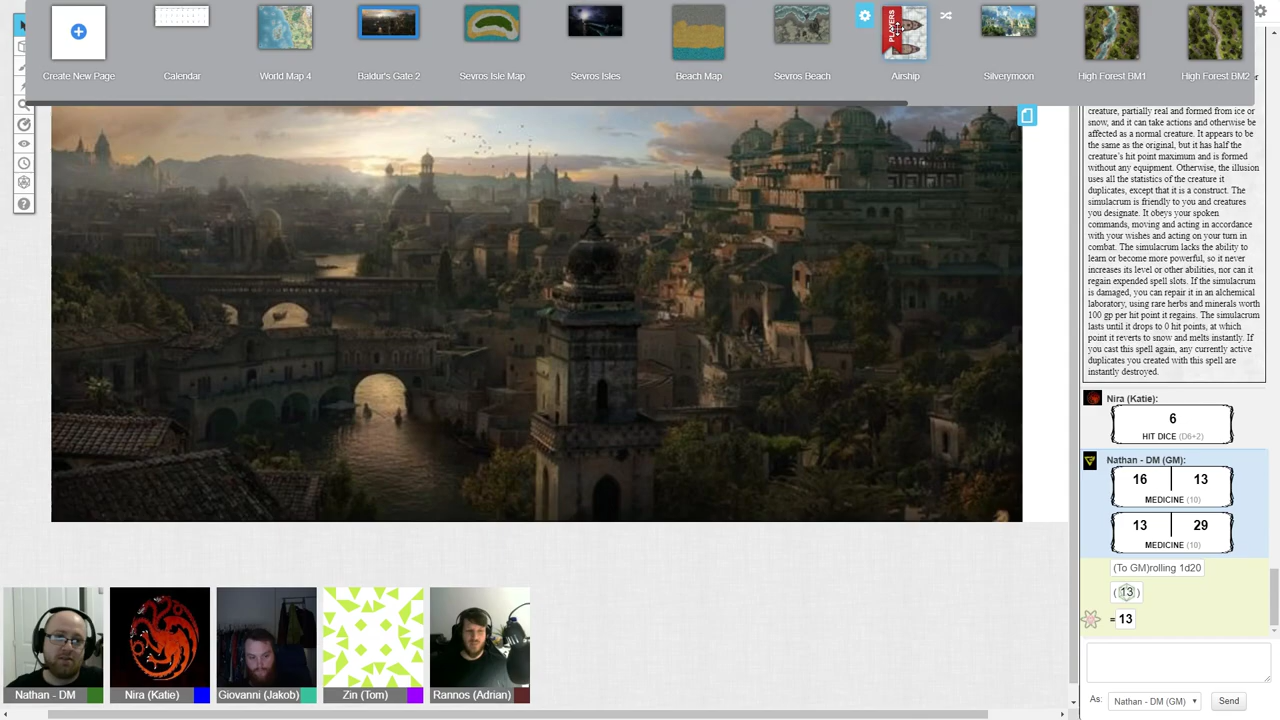 PLAYERS
Create New Page
Calendar
World Map 4
Baldur's Gate 2
Sevros Isle Map
Sevros Isles
Beach Map
Sevros Beach
Airship
Silverymoon
High Forest BM1
High Forest BM2
creature, partially real and formed from ice or
snow, and it can take actions and otherwise be
affected as a normal creature. It appears to be
the same as the original, but it has half the
creature's hit point maximum and is formed
without any equipment. Otherwise, the illusion
uses all the statistics of the creature it
duplicates, except that it is a construct. The
simulacrum is friendly to you and creatures
you designate. It obeys your spoken
commands, moving and acting in accordance
with your wishes and acting on your turn in
combat. The simulacrum lacks the ability to
learn or become more powerful, so it never
increases its level or other abilities, nor can it
regain expended spell slots. If the simulacrum
is damaged, you can repair it in an alchemical
laboratory, using rare herbs and minerals worth
100 gp per hit point it regains. The simulacrum
lasts until it drops to 0 hit points, at which
point it reverts to snow and melts instantly. If
you cast this spell again, any currently active
duplicates you created with this spell are
instantly destroyed.
Nira (Katie):
6
HIT DICE (D6+2)
Nathan - DM (GM):
16 13
MEDICINE (10)
13 29
MEDICINE (10)
(To GM)rolling 1d20
(13)
=13
As: Nathan - DM (GM) Send
Nathan - DM
Nira (Katie)
Giovanni (Jakob)
Zin (Tom)
Rannos (Adrian)